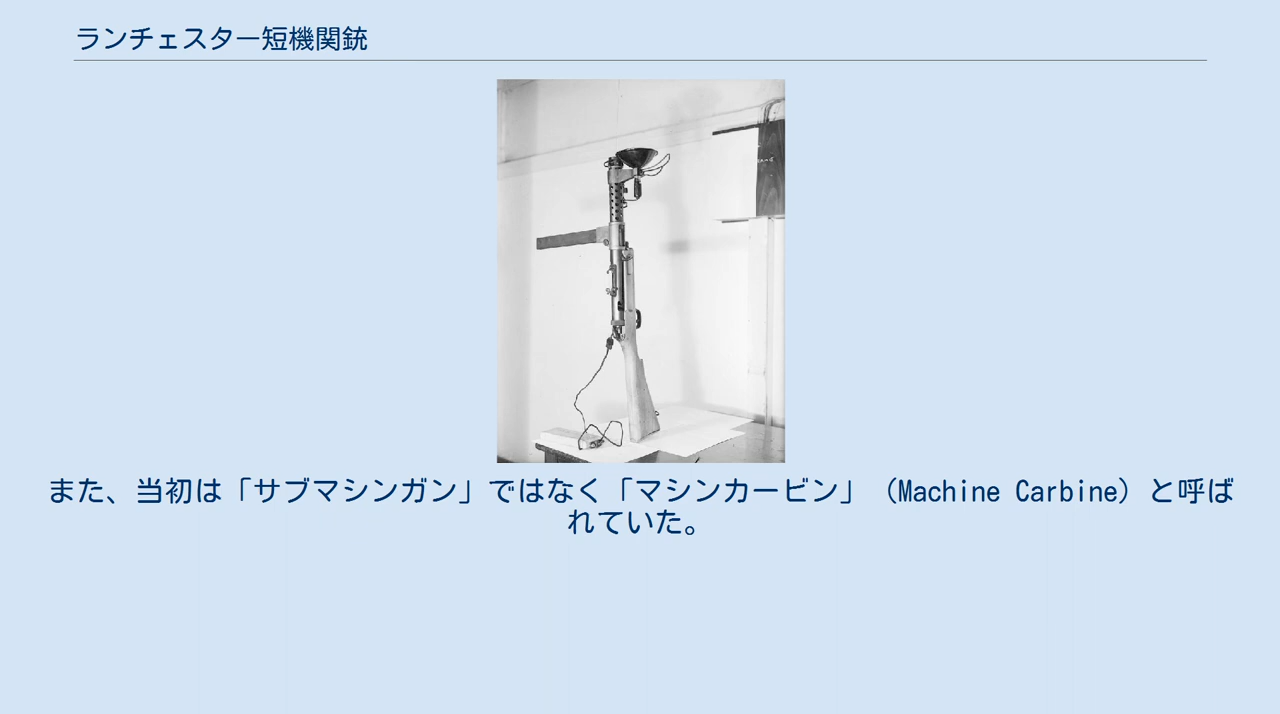 ランチェスター短機関銃
また、当初は「サブマシンガン」ではなく「マシンカービン」（Machine Carbine）と呼ば
れていた。